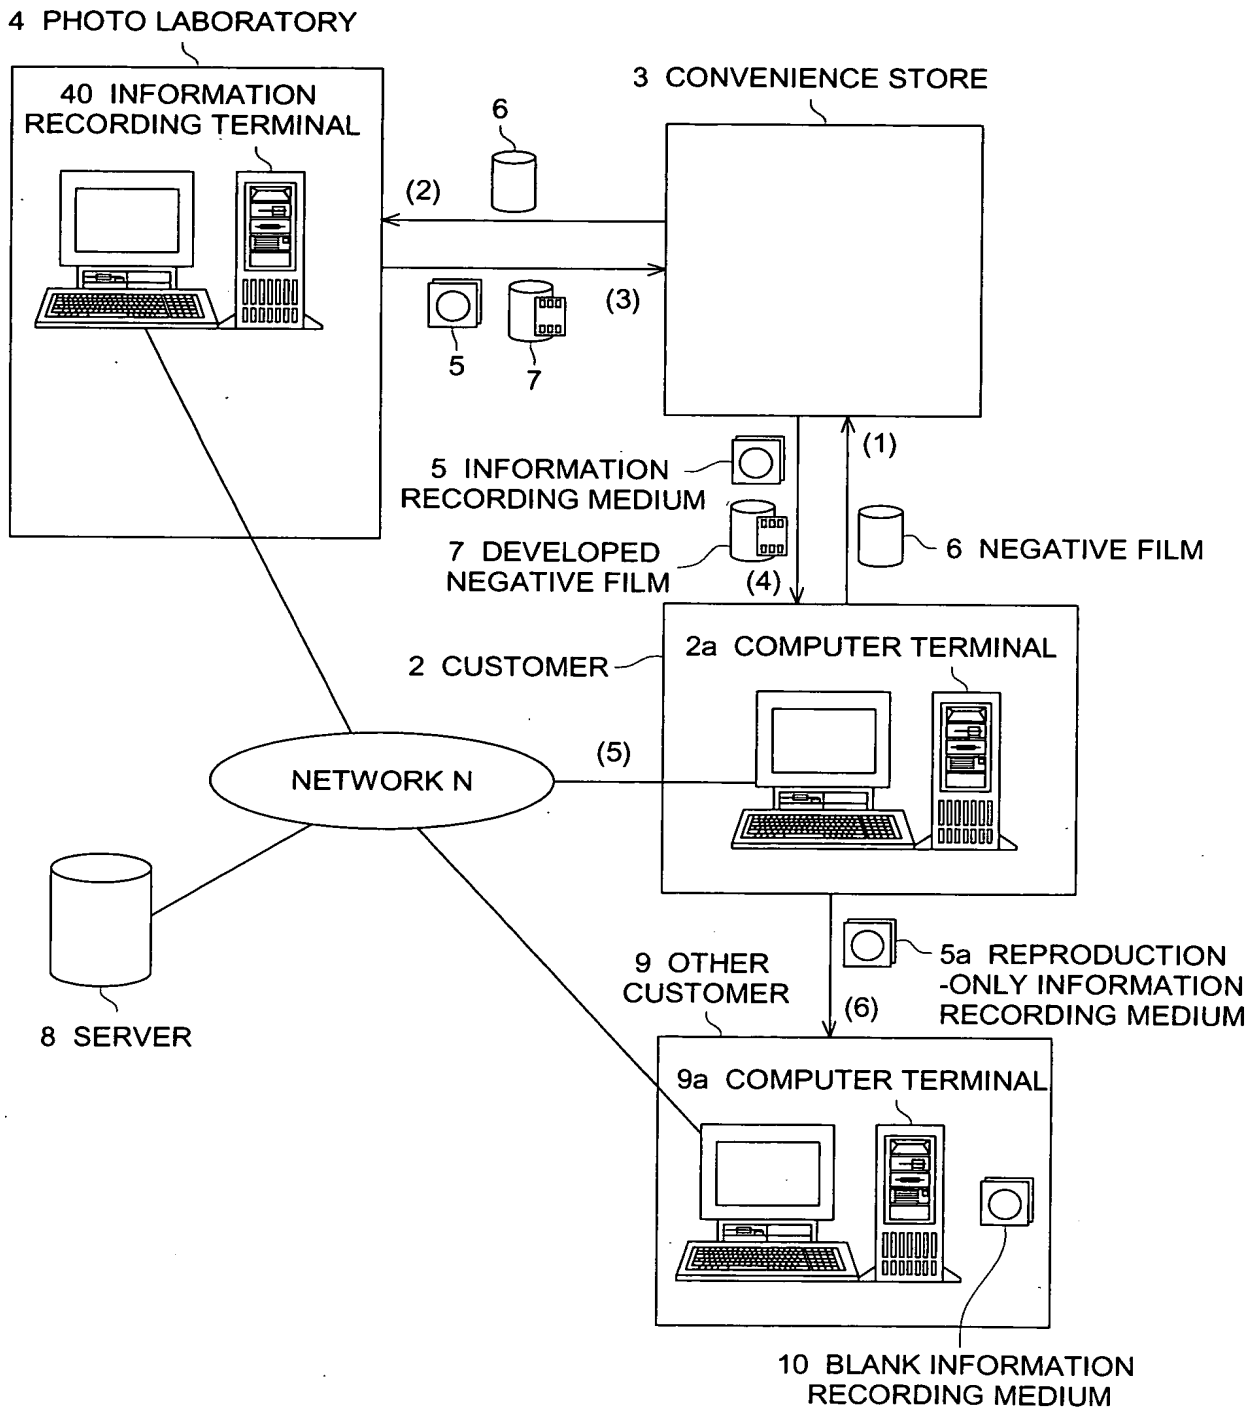 4 PHOTO LABORATORY
40 INFORMATION
RECORDING TERMINAL
3 CONVENIENCE STORE
6
(2)
(3)
5
7
(1)
5 INFORMATION
RECORDING MEDIUM
7 DEVELOPED
NEGATIVE FILM
(4)
6 NEGATIVE FILM
2 CUSTOMER
2a COMPUTER TERMINAL
(5)
NETWORK N
8 SERVER
9 OTHER
CUSTOMER
(6)
5a REPRODUCTION
-ONLY INFORMATION
RECORDING MEDIUM
9a COMPUTER TERMINAL
10 BLANK INFORMATION
RECORDING MEDIUM